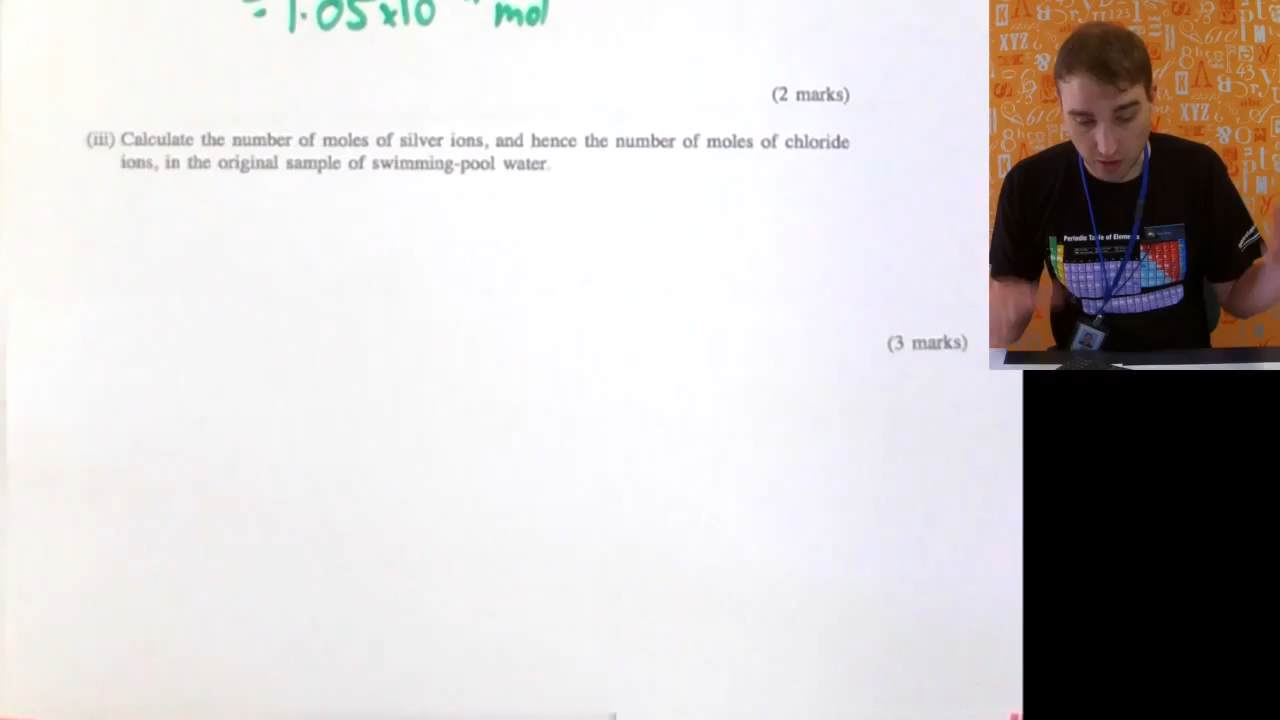 = 1.05 x10 mol
(2 marks)
(iii) Calculate the number of moles of silver ions, and hence the number of moles of chloride
ions, in the original sample of swimming-pool water.
(3 marks)
Periodic Table of Elements